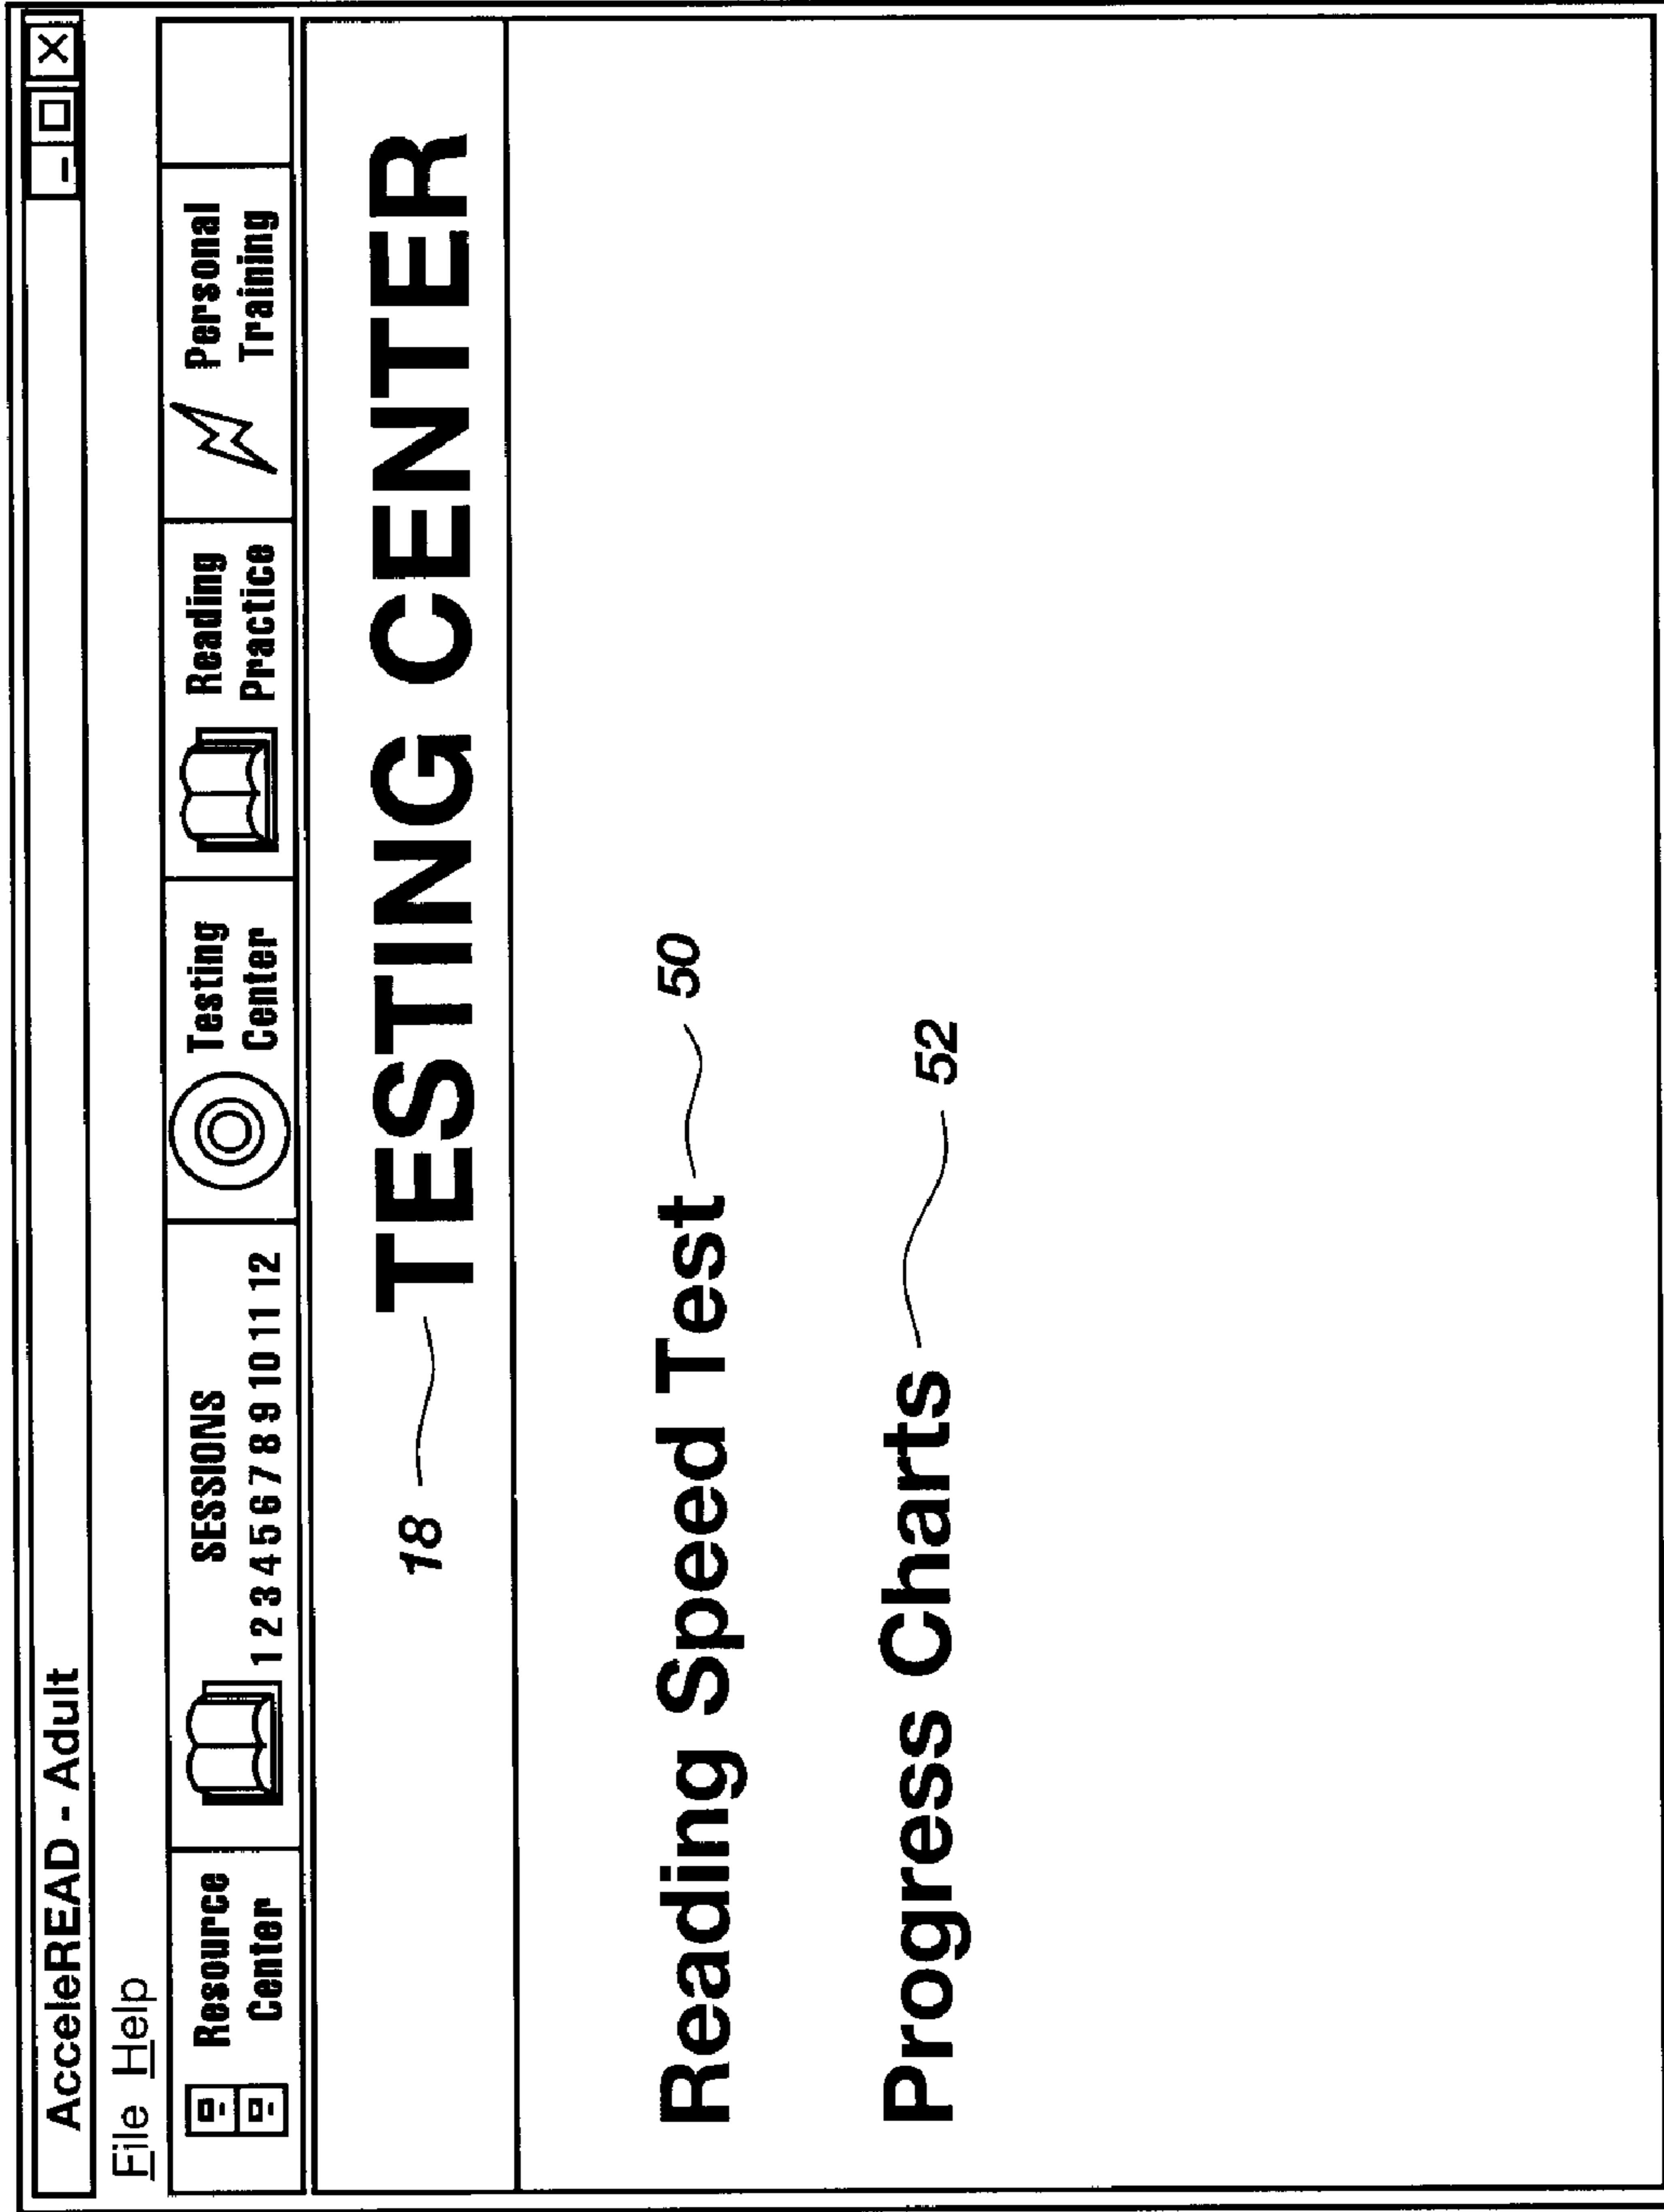 AcceleREAD - Adult
File Help
Resource
Center
SESSIONS
1 2 3 4 5 6 7 8 9 10 11 12
Testing
Center
Reading
Practice
Personal
Training
18 TESTING CENTER
Reading Speed Test 50
Progress Charts 52